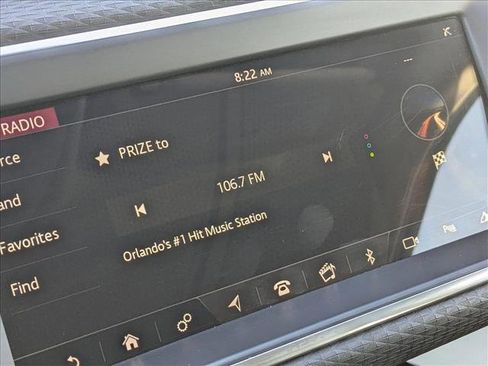 8:22 AM
---
RADIO
rce
PRIZE to
and
106.7 FM
Favorites
Orlando's #1 Hit Music Station
Find